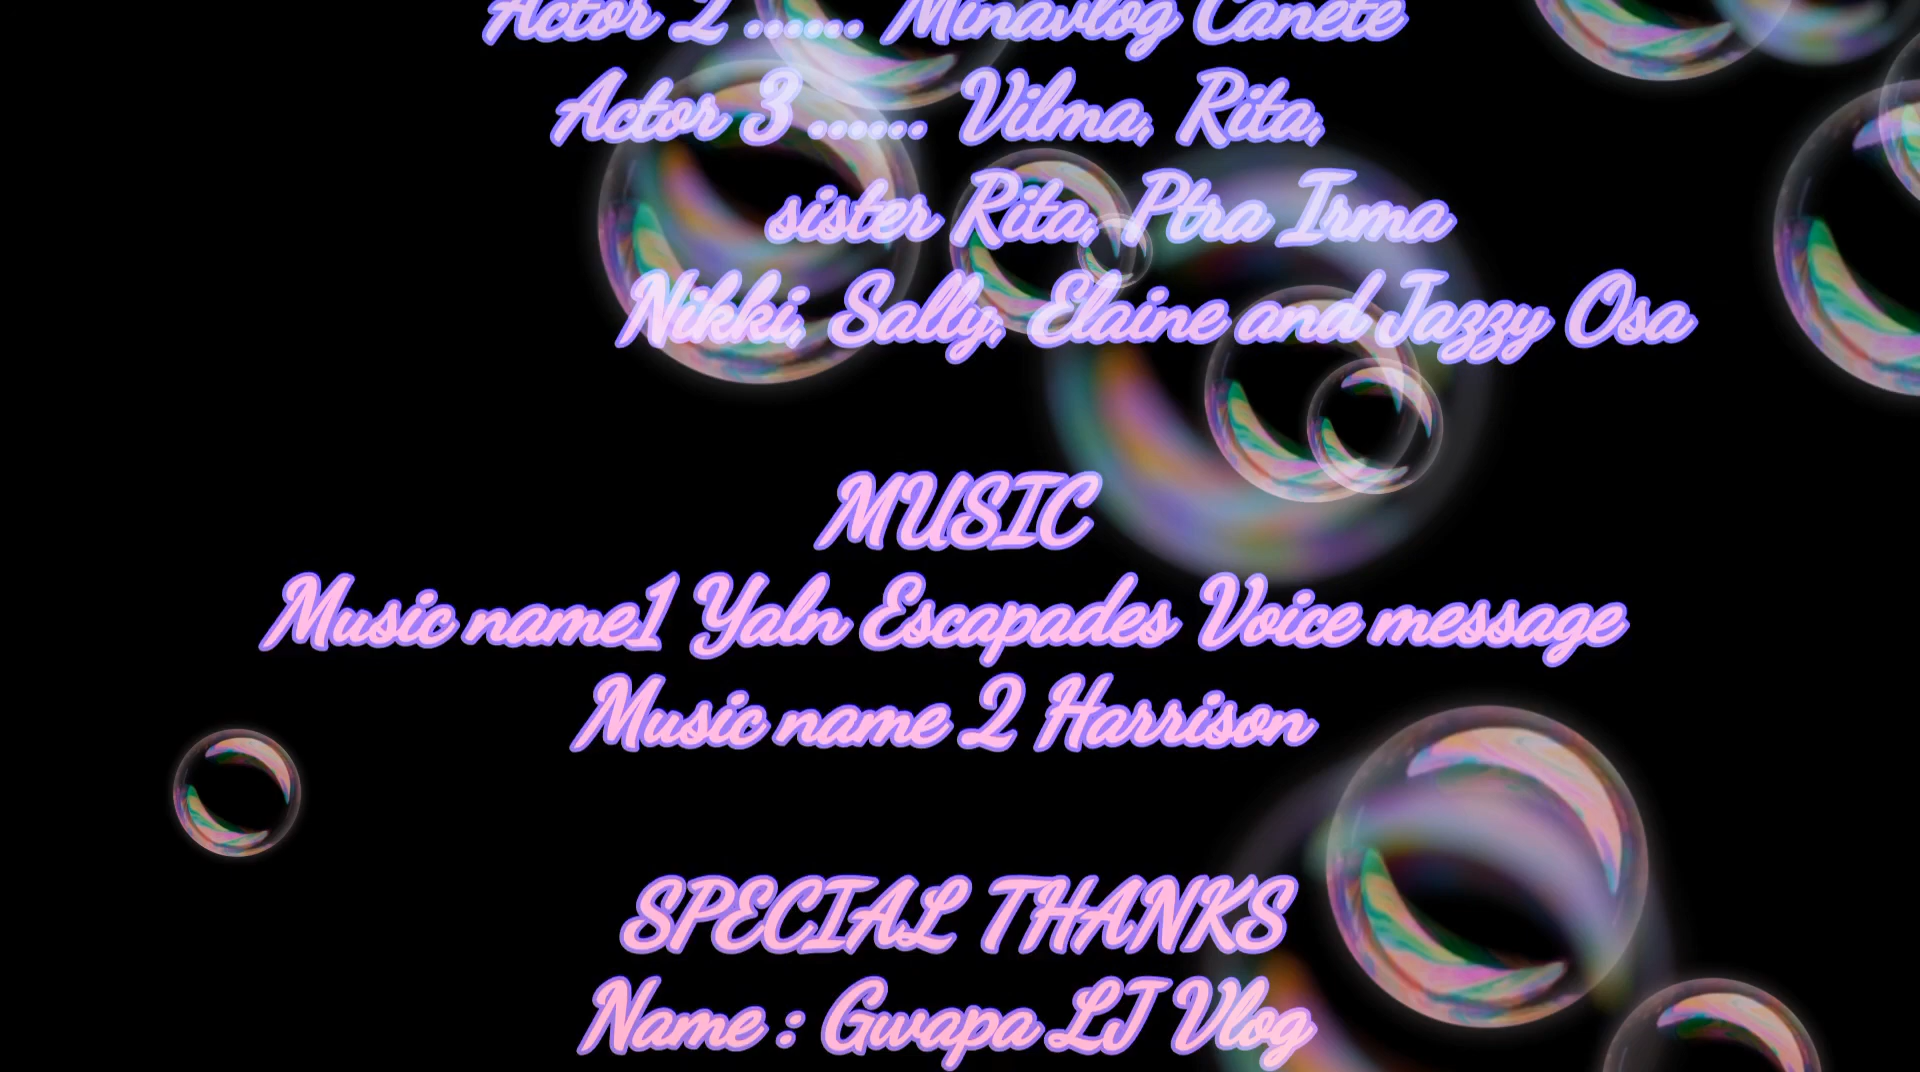 Actor 2 ...... Minavlog Canete
Actor 3 ...... Vilma, Rita,
sister Rita, Ptra Irma
Nikki, Sally, Elaine and Jazzy Osa
MUSIC
Music name1 Yaln Escapades Voice message
Music name 2 Harrison
SPECIAL THANKS
Name : Gwapa LJ Vlog